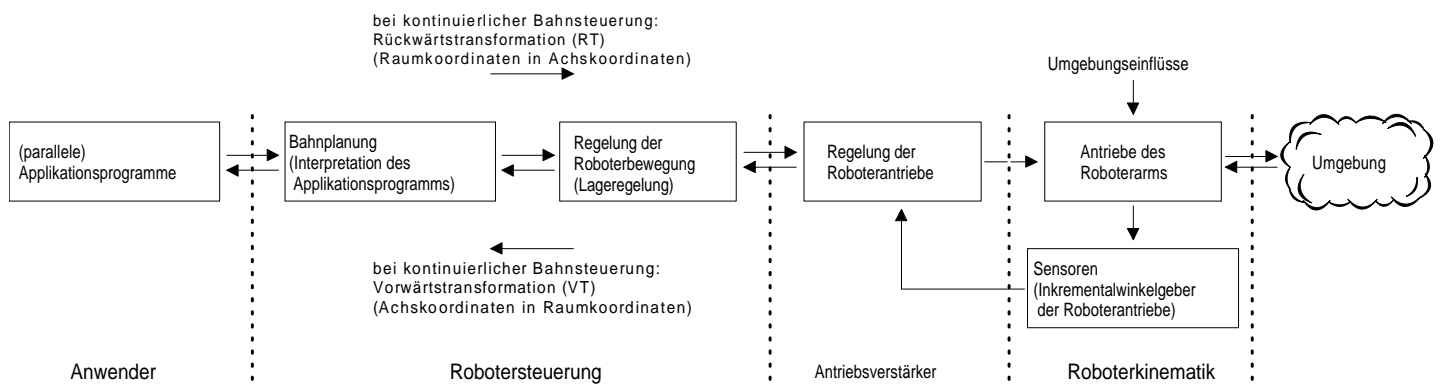 bei kontinuierlicher Bahnsteuerung:
Rückwärtstransformation (RT)
(Raumkoordinaten in Achskoordinaten)
Umgebungseinflüsse
(parallele)
Applikationsprogramme
Bahnplanung
(Interpretation des
Applikationsprogramms)
Regelung der
Roboterbewegung
(Lageregelung)
Regelung der
Roboterantriebe
Antriebe des
Roboterarms
Umgebung
bei kontinuierlicher Bahnsteuerung:
Vorwärtstransformation (VT)
(Achskoordinaten in Raumkoordinaten)
Sensoren
(Inkrementalwinkelgeber
der Roboterantriebe)
Anwender
Robotersteuerung
Antriebsverstärker
Roboterkinematik